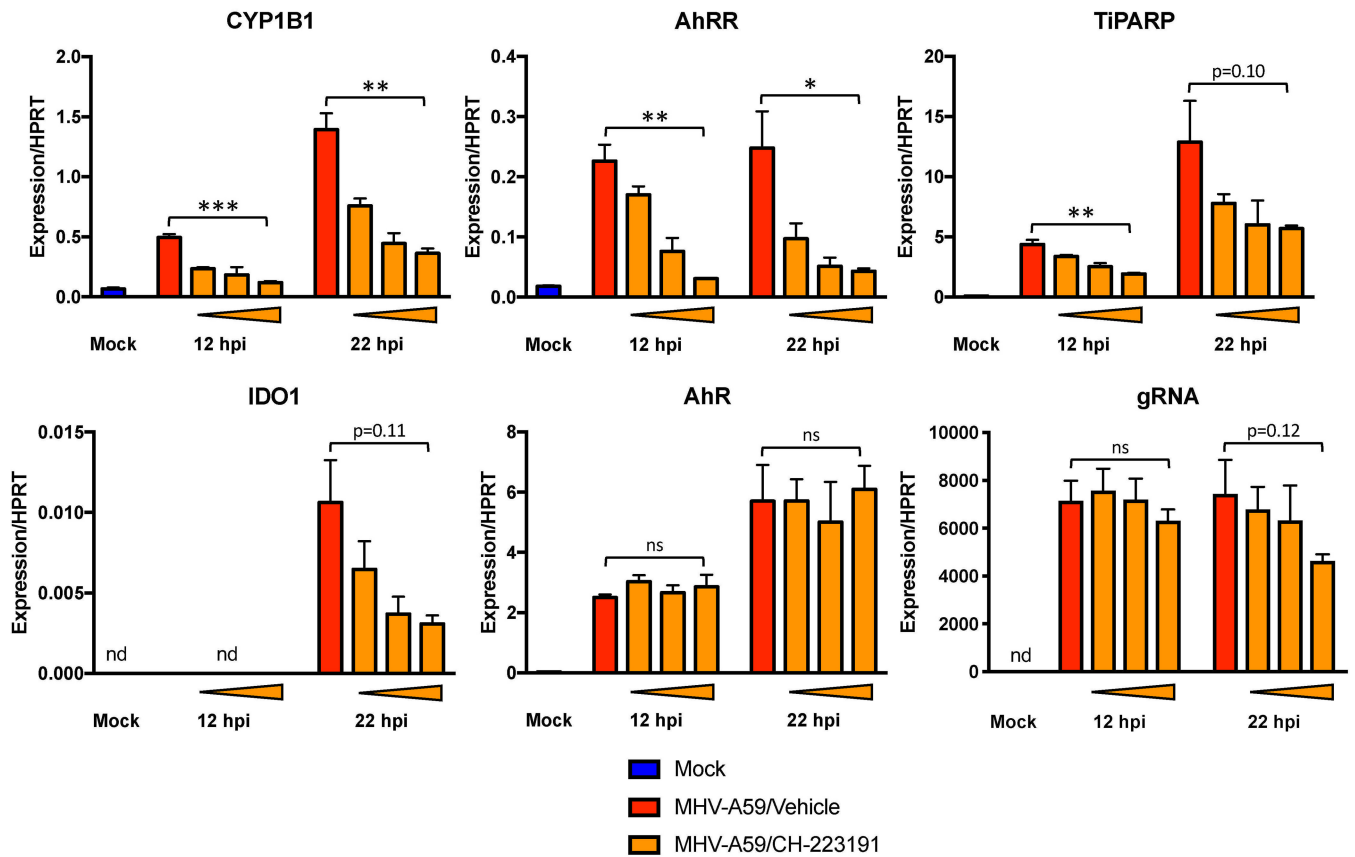 CYP1B1
Expression/HPRT
2.0
1.5
1.0
0.5
0.0
***
**
Mock
12 hpi
22 hpi
AhRR
Expression/HPRT
0.4
0.3
0.2
0.1
0.0
**
*
Mock
12 hpi
22 hpi
TiPARP
Expression/HPRT
20
15
10
5
0
**
p=0.10
Mock
12 hpi
22 hpi
IDO1
Expression/HPRT
0.015
0.010
0.005
0.000
nd
nd
p=0.11
Mock
12 hpi
22 hpi
AhR
Expression/HPRT
8
6
4
2
0
ns
ns
Mock
12 hpi
22 hpi
gRNA
Expression/HPRT
10000
8000
6000
4000
2000
0
nd
ns
p=0.12
Mock
12 hpi
22 hpi
Mock
MHV-A59/Vehicle
MHV-A59/CH-223191